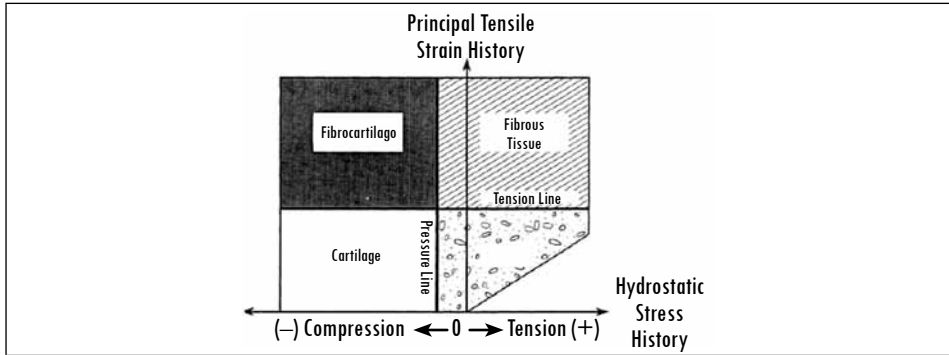 Principal Tensile
Strain History
Fibrocartilago
Fibrous
Tissue
Tension Line
Cartilage
Pressure Line
Hydrostatic
Stress
History
(–) Compression 0 Tension (+)